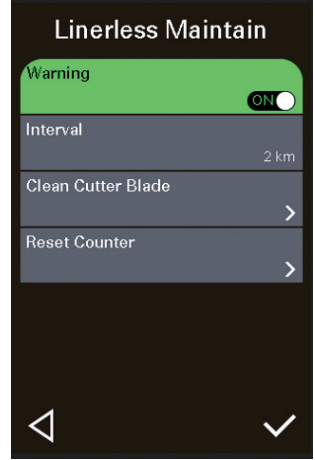 Linerless Maintain
Warning
ON
Interval
2 km
Clean Cutter Blade
Reset Counter